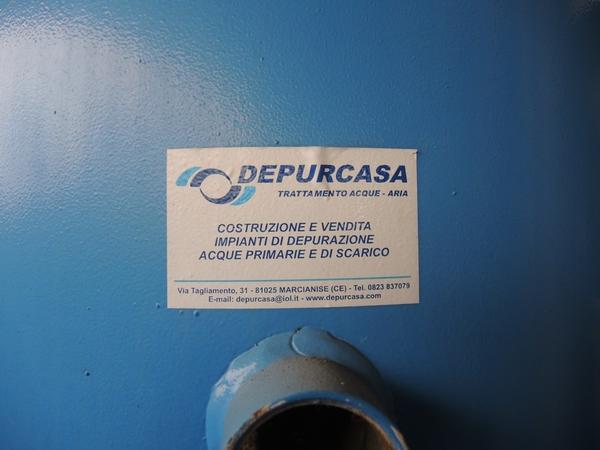 DEPURCASA
TRATTAMENTO ACQUE - ARIA
COSTRUZIONE E VENDITA
IMPIANTI DI DEPURAZIONE
ACQUE PRIMARIE E DI SCARICO
Via Tagliamento, 31 - 81025 MARCIANISE (CE) - Tel. 0823 837079
E-mail: depurcasa@iol.it - www.depurcasa.com